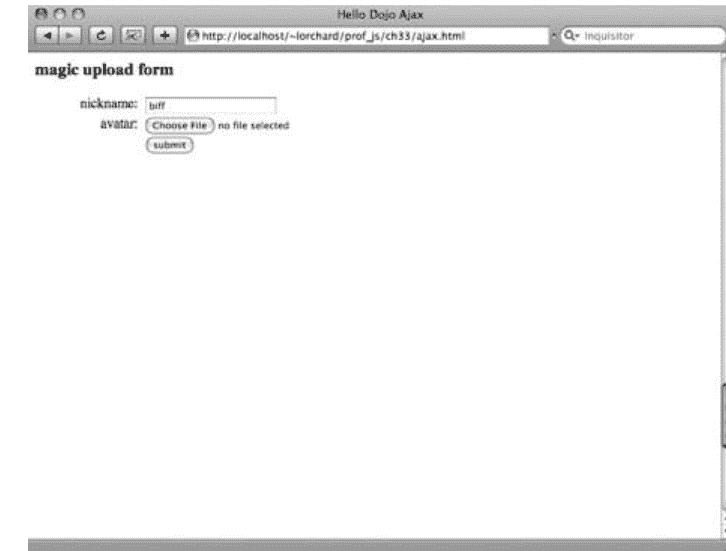 Hello Dojo Ajax
http://localhost/~lorchard/prof_js/ch33/ajax.html
Inquisitor
magic upload form
nickname: biff
avatar: Choose File no file selected
submit